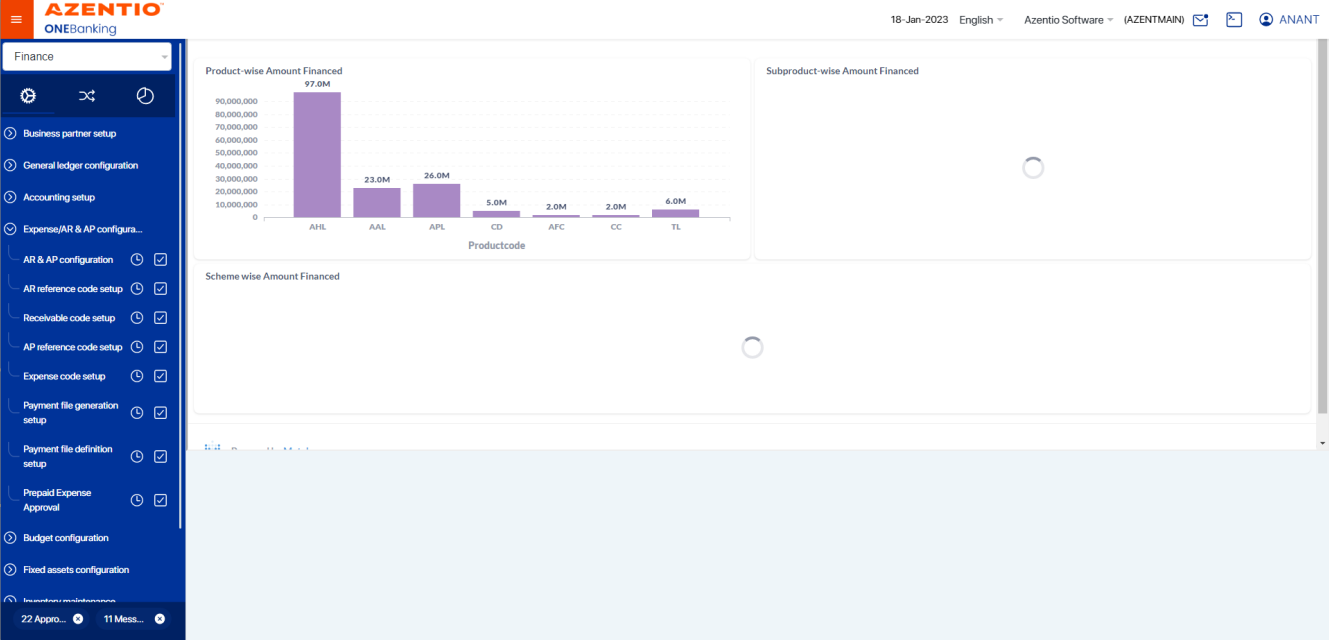 AZENTIO
ONEBanking
18-Jan-2023 English Azentio Software (AZENTMAIN) ANANT
Finance
Business partner setup
General ledger configuration
Accounting setup
Expense/AR & AP configura...
AR & AP configuration
AR reference code setup
Receivable code setup
AP reference code setup
Expense code setup
Payment file generation
setup
Payment file definition
setup
Prepaid Expense
Approval
Budget configuration
Fixed assets configuration
Inventory maintenance
22 Appro... 11 Mess...
Product-wise Amount Financed
97.0M
90,000,000
80,000,000
70,000,000
60,000,000
50,000,000
40,000,000
30,000,000
20,000,000
10,000,000
0
23.0M
26.0M
5.0M
2.0M
2.0M
6.0M
AHL AAL APL CD AFC CC TL
Productcode
Subproduct-wise Amount Financed
Scheme wise Amount Financed